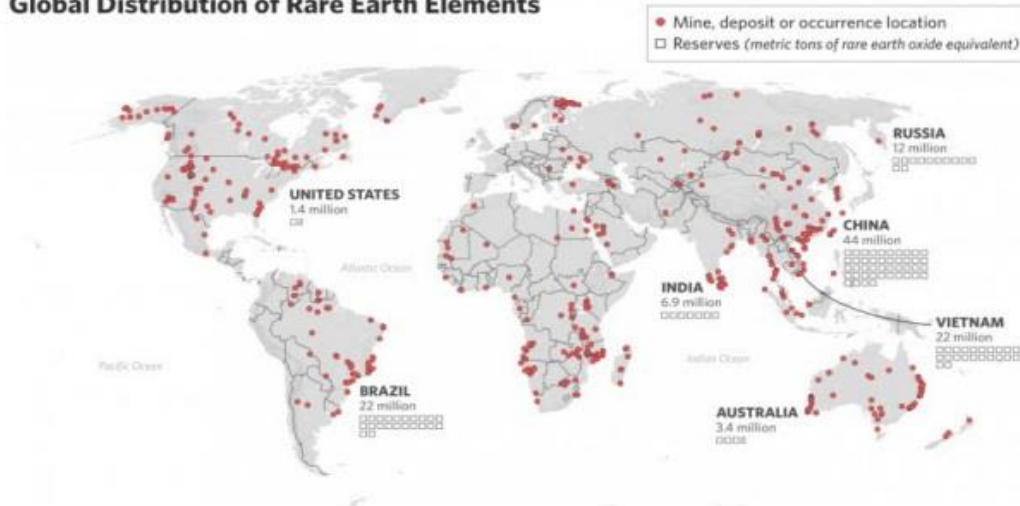 Global Distribution of Rare Earth Elements
Mine, deposit or occurrence location
Reserves (metric tons of rare earth oxide equivalent)
RUSSIA
12 million
UNITED STATES
1.4 million
CHINA
44 million
Atlantic Ocean
INDIA
6.9 million
VIETNAM
22 million
Pacific Ocean
Indian Ocean
BRAZIL
22 million
AUSTRALIA
3.4 million